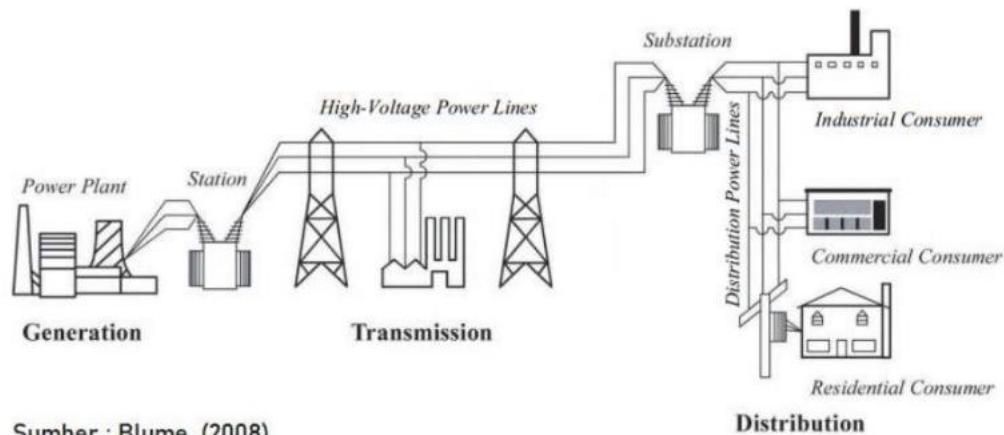 Substation
High-Voltage Power Lines
Industrial Consumer
Power Plant
Station
Distribution Power Lines
Commercial Consumer
Generation
Transmission
Residential Consumer
Distribution
Sumber : Blume, (2008)